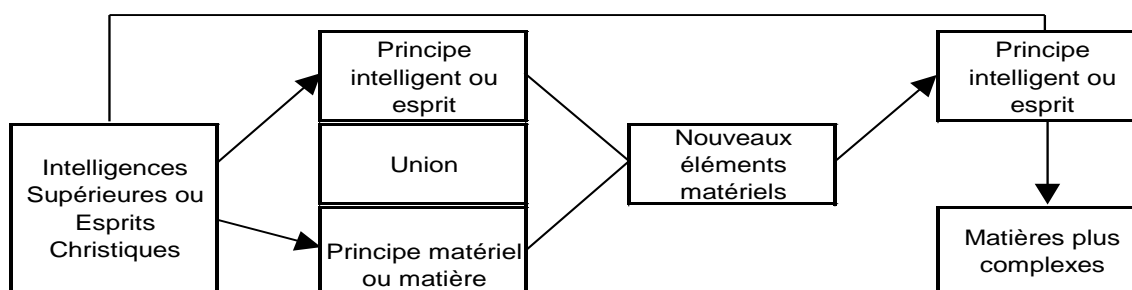 Intelligences
Supérieures ou
Esprits
Christiques
Principe
intelligent ou
esprit
Union
Principe matériel
ou matière
Nouveaux
éléments
matériels
Principe
intelligent ou
esprit
Matières plus
complexes